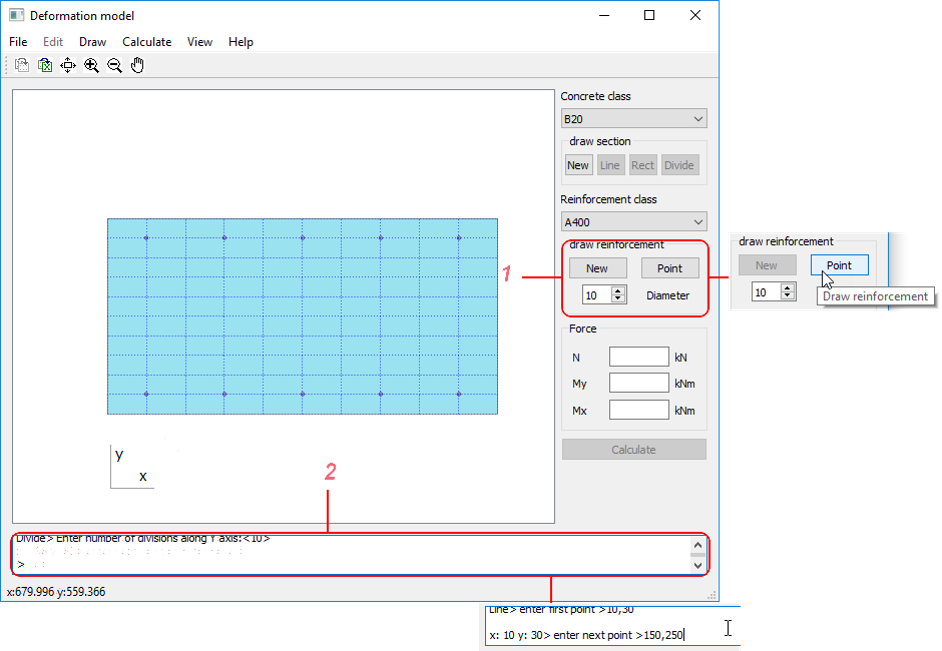 Deformation model
File Edit Draw Calculate View Help
Concrete class
B20
draw section
New Line Rect Divide
Reinforcement class
A400
draw reinforcement
New Point
10 Diameter
1
draw reinforcement
New Point
10
Draw reinforcement
Force
N kN
My kNm
Mx kNm
Calculate
y
x
2
Divide> Enter number of divisions along Y axis:<10>
>
x:679.996 y:559.366
Line> enter first point >10,30
x: 10 y: 30> enter next point >150,250